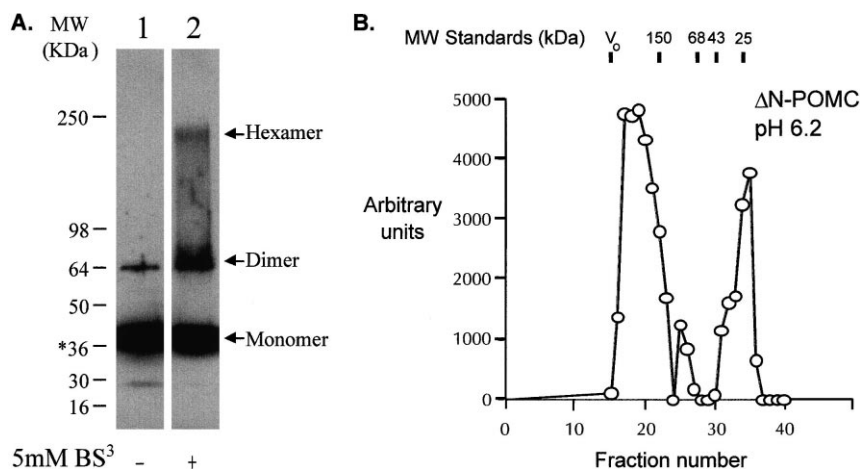 A.
MW
(KDa)
1 2
250
98
64
50
*36
30
16
Hexamer
Dimer
Monomer
5mM BS³ - +
B.
MW Standards (kDa) Vo 150 68 43 25
ΔN-POMC
pH 6.2
Arbitrary
units
5000
4000
3000
2000
1000
0
0 10 20 30 40
Fraction number